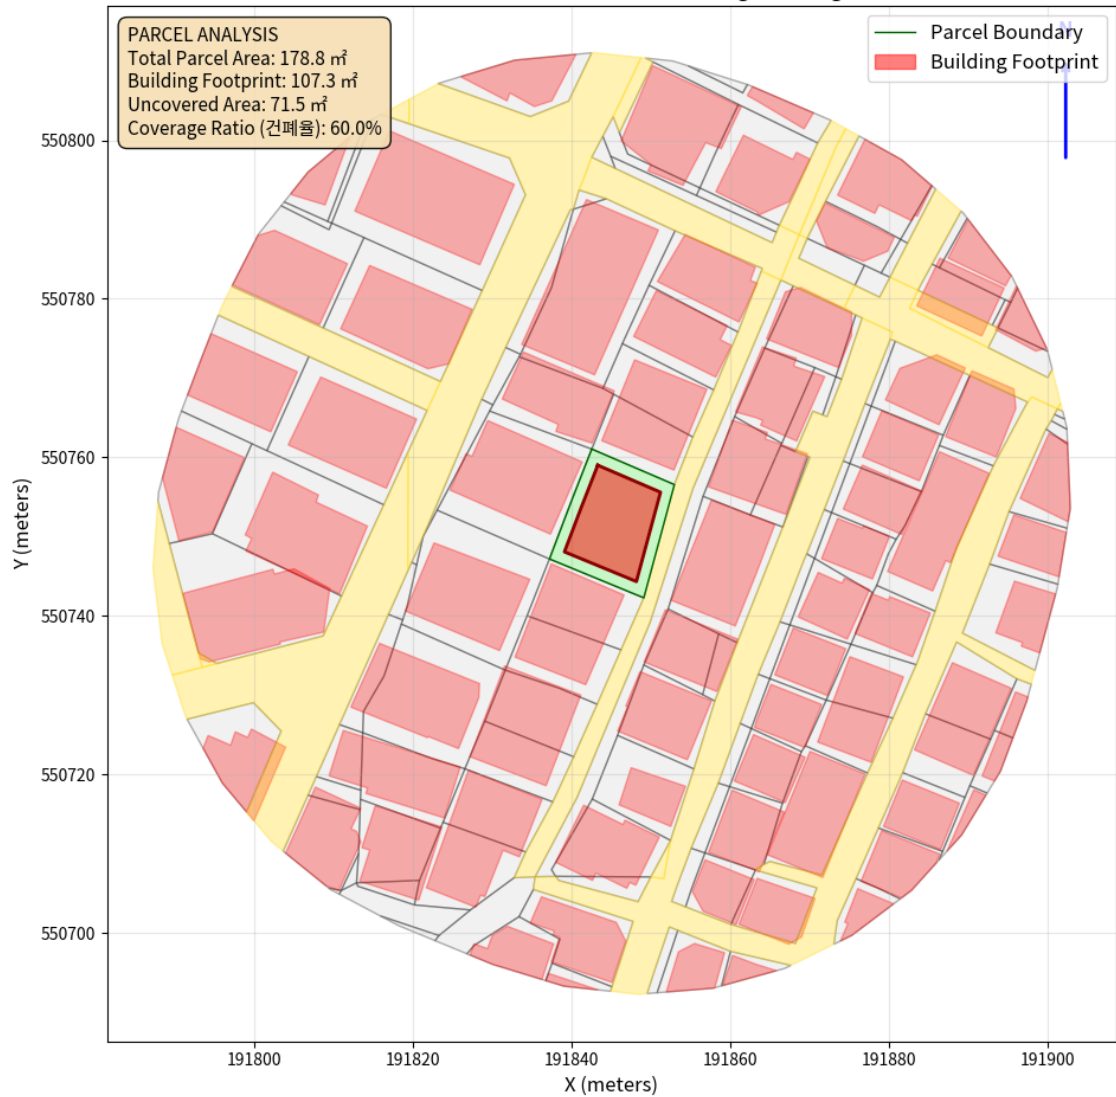 PARCEL ANALYSIS
Total Parcel Area: 178.8 ㎡
Building Footprint: 107.3 ㎡
Uncovered Area: 71.5 ㎡
Coverage Ratio (건폐율): 60.0%
N
Parcel Boundary
Building Footprint
550800
550780
550760
550740
550720
550700
Y (meters)
191800
191820
191840
191860
191880
191900
X (meters)